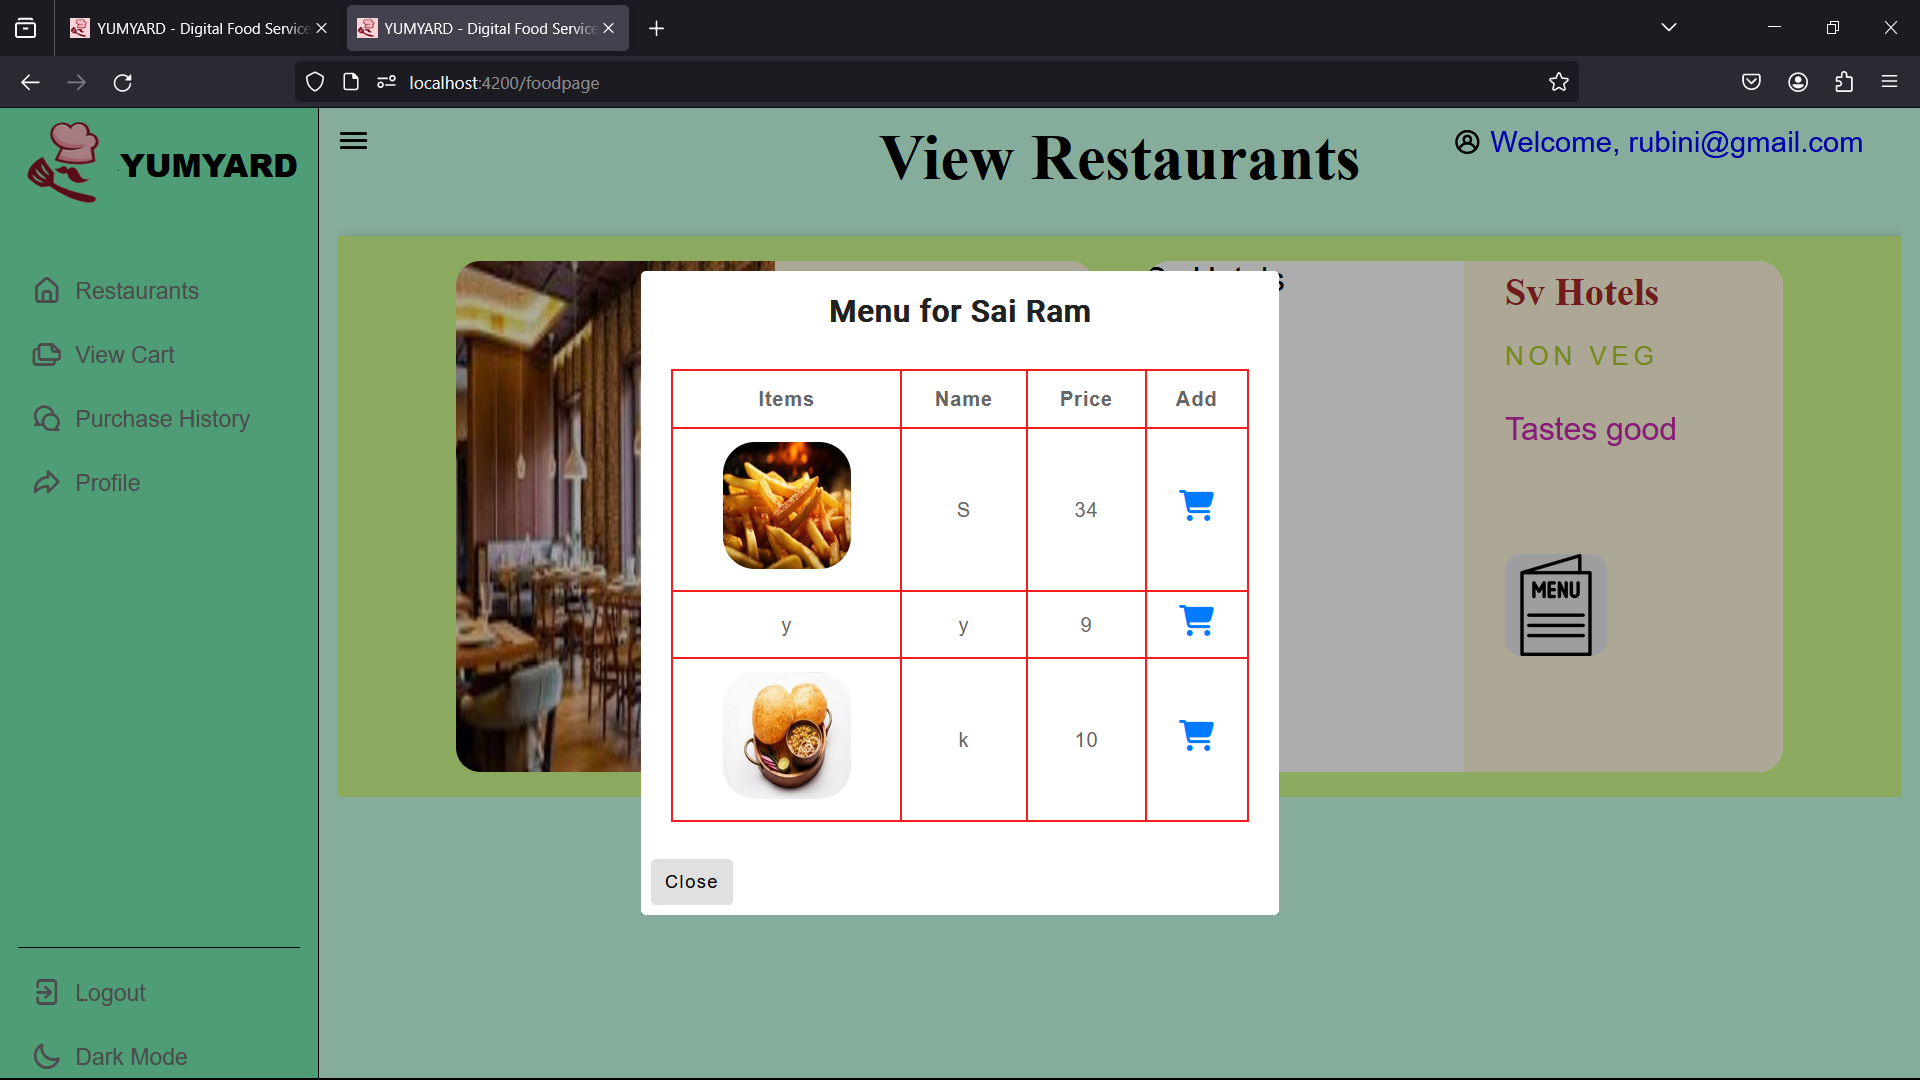 YUMYARD - Digital Food Service
YUMYARD - Digital Food Service
localhost:4200/foodpage
YUMYARD
View Restaurants
Welcome, rubini@gmail.com
Restaurants
View Cart
Purchase History
Profile
Logout
Dark Mode
Menu for Sai Ram
Items Name Price Add
S 34
y y 9
k 10
Close
Sv Hotels
NON VEG
Tastes good
MENU